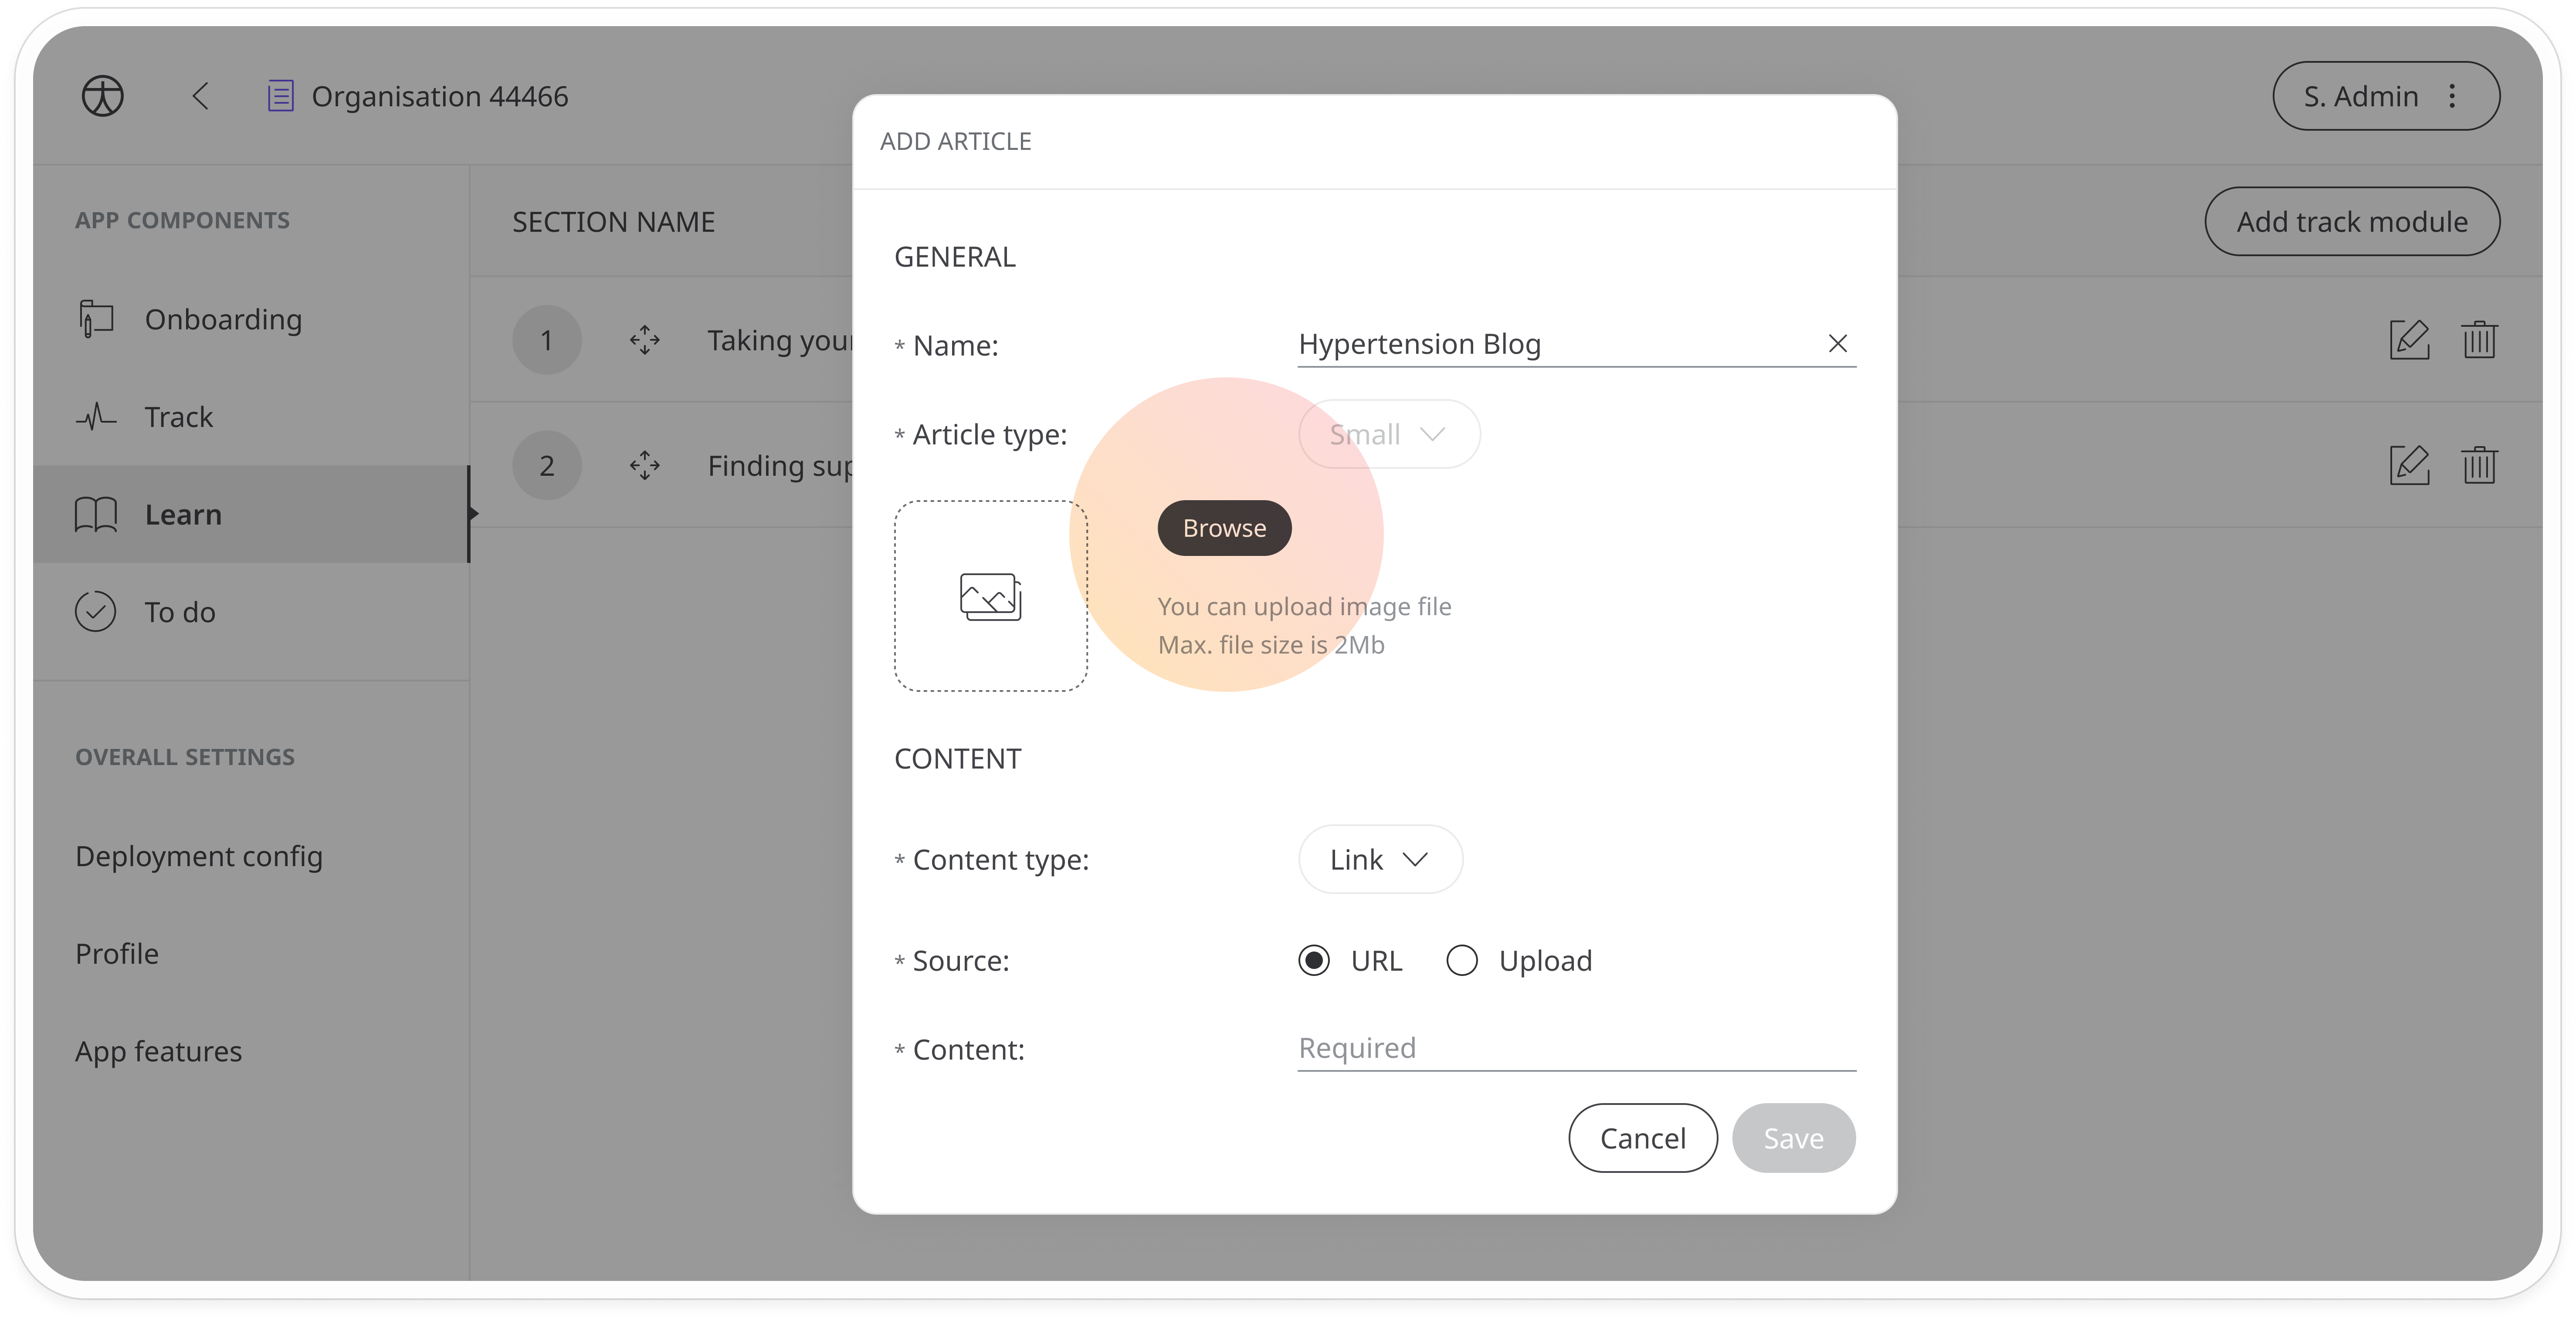 Organisation 44466
S. Admin
APP COMPONENTS
Onboarding
Track
Learn
To do
OVERALL SETTINGS
Deployment config
Profile
App features
SECTION NAME
Add track module
1 Taking your
2 Finding sup
ADD ARTICLE
GENERAL
* Name: Hypertension Blog
* Article type: Small
Browse
You can upload image file
Max. file size is 2Mb
CONTENT
* Content type: Link
* Source: URL Upload
* Content: Required
Cancel Save